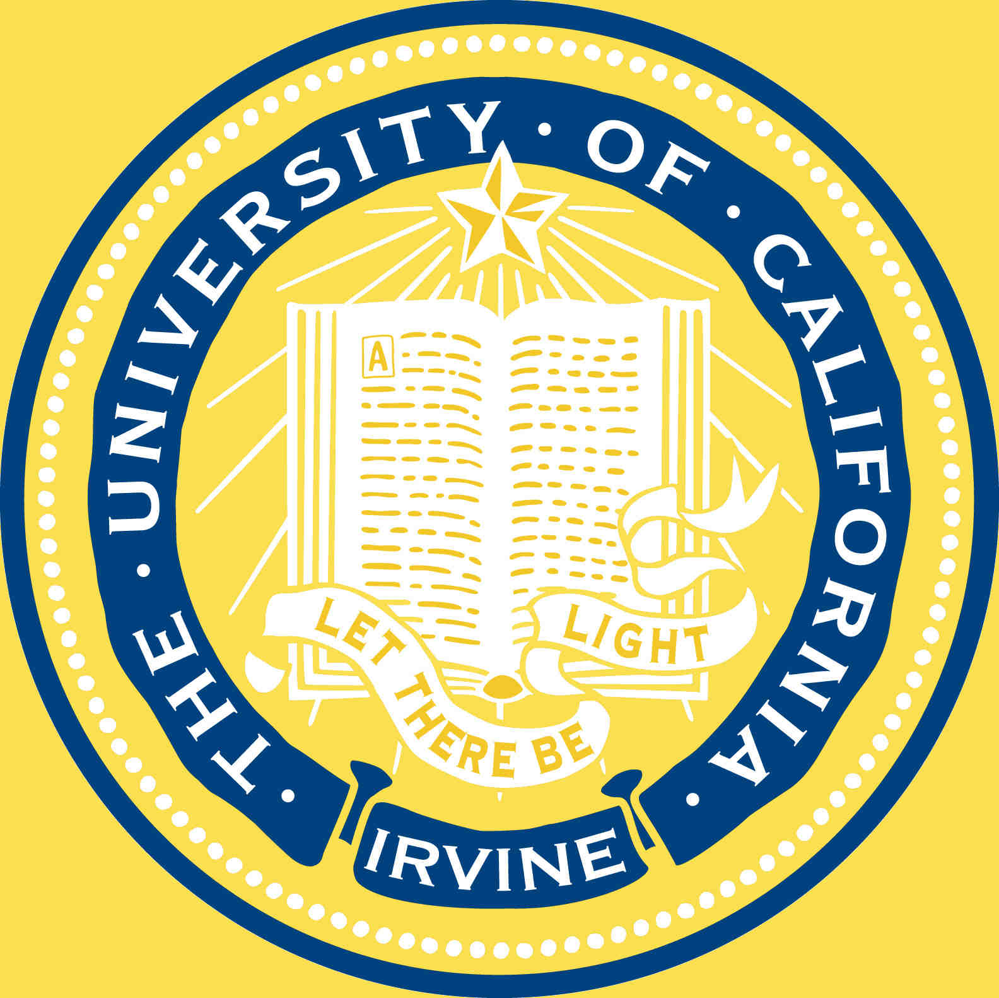 · THE · UNIVERSITY · OF · CALIFORNIA ·
A
LET THERE BE
LIGHT
IRVINE